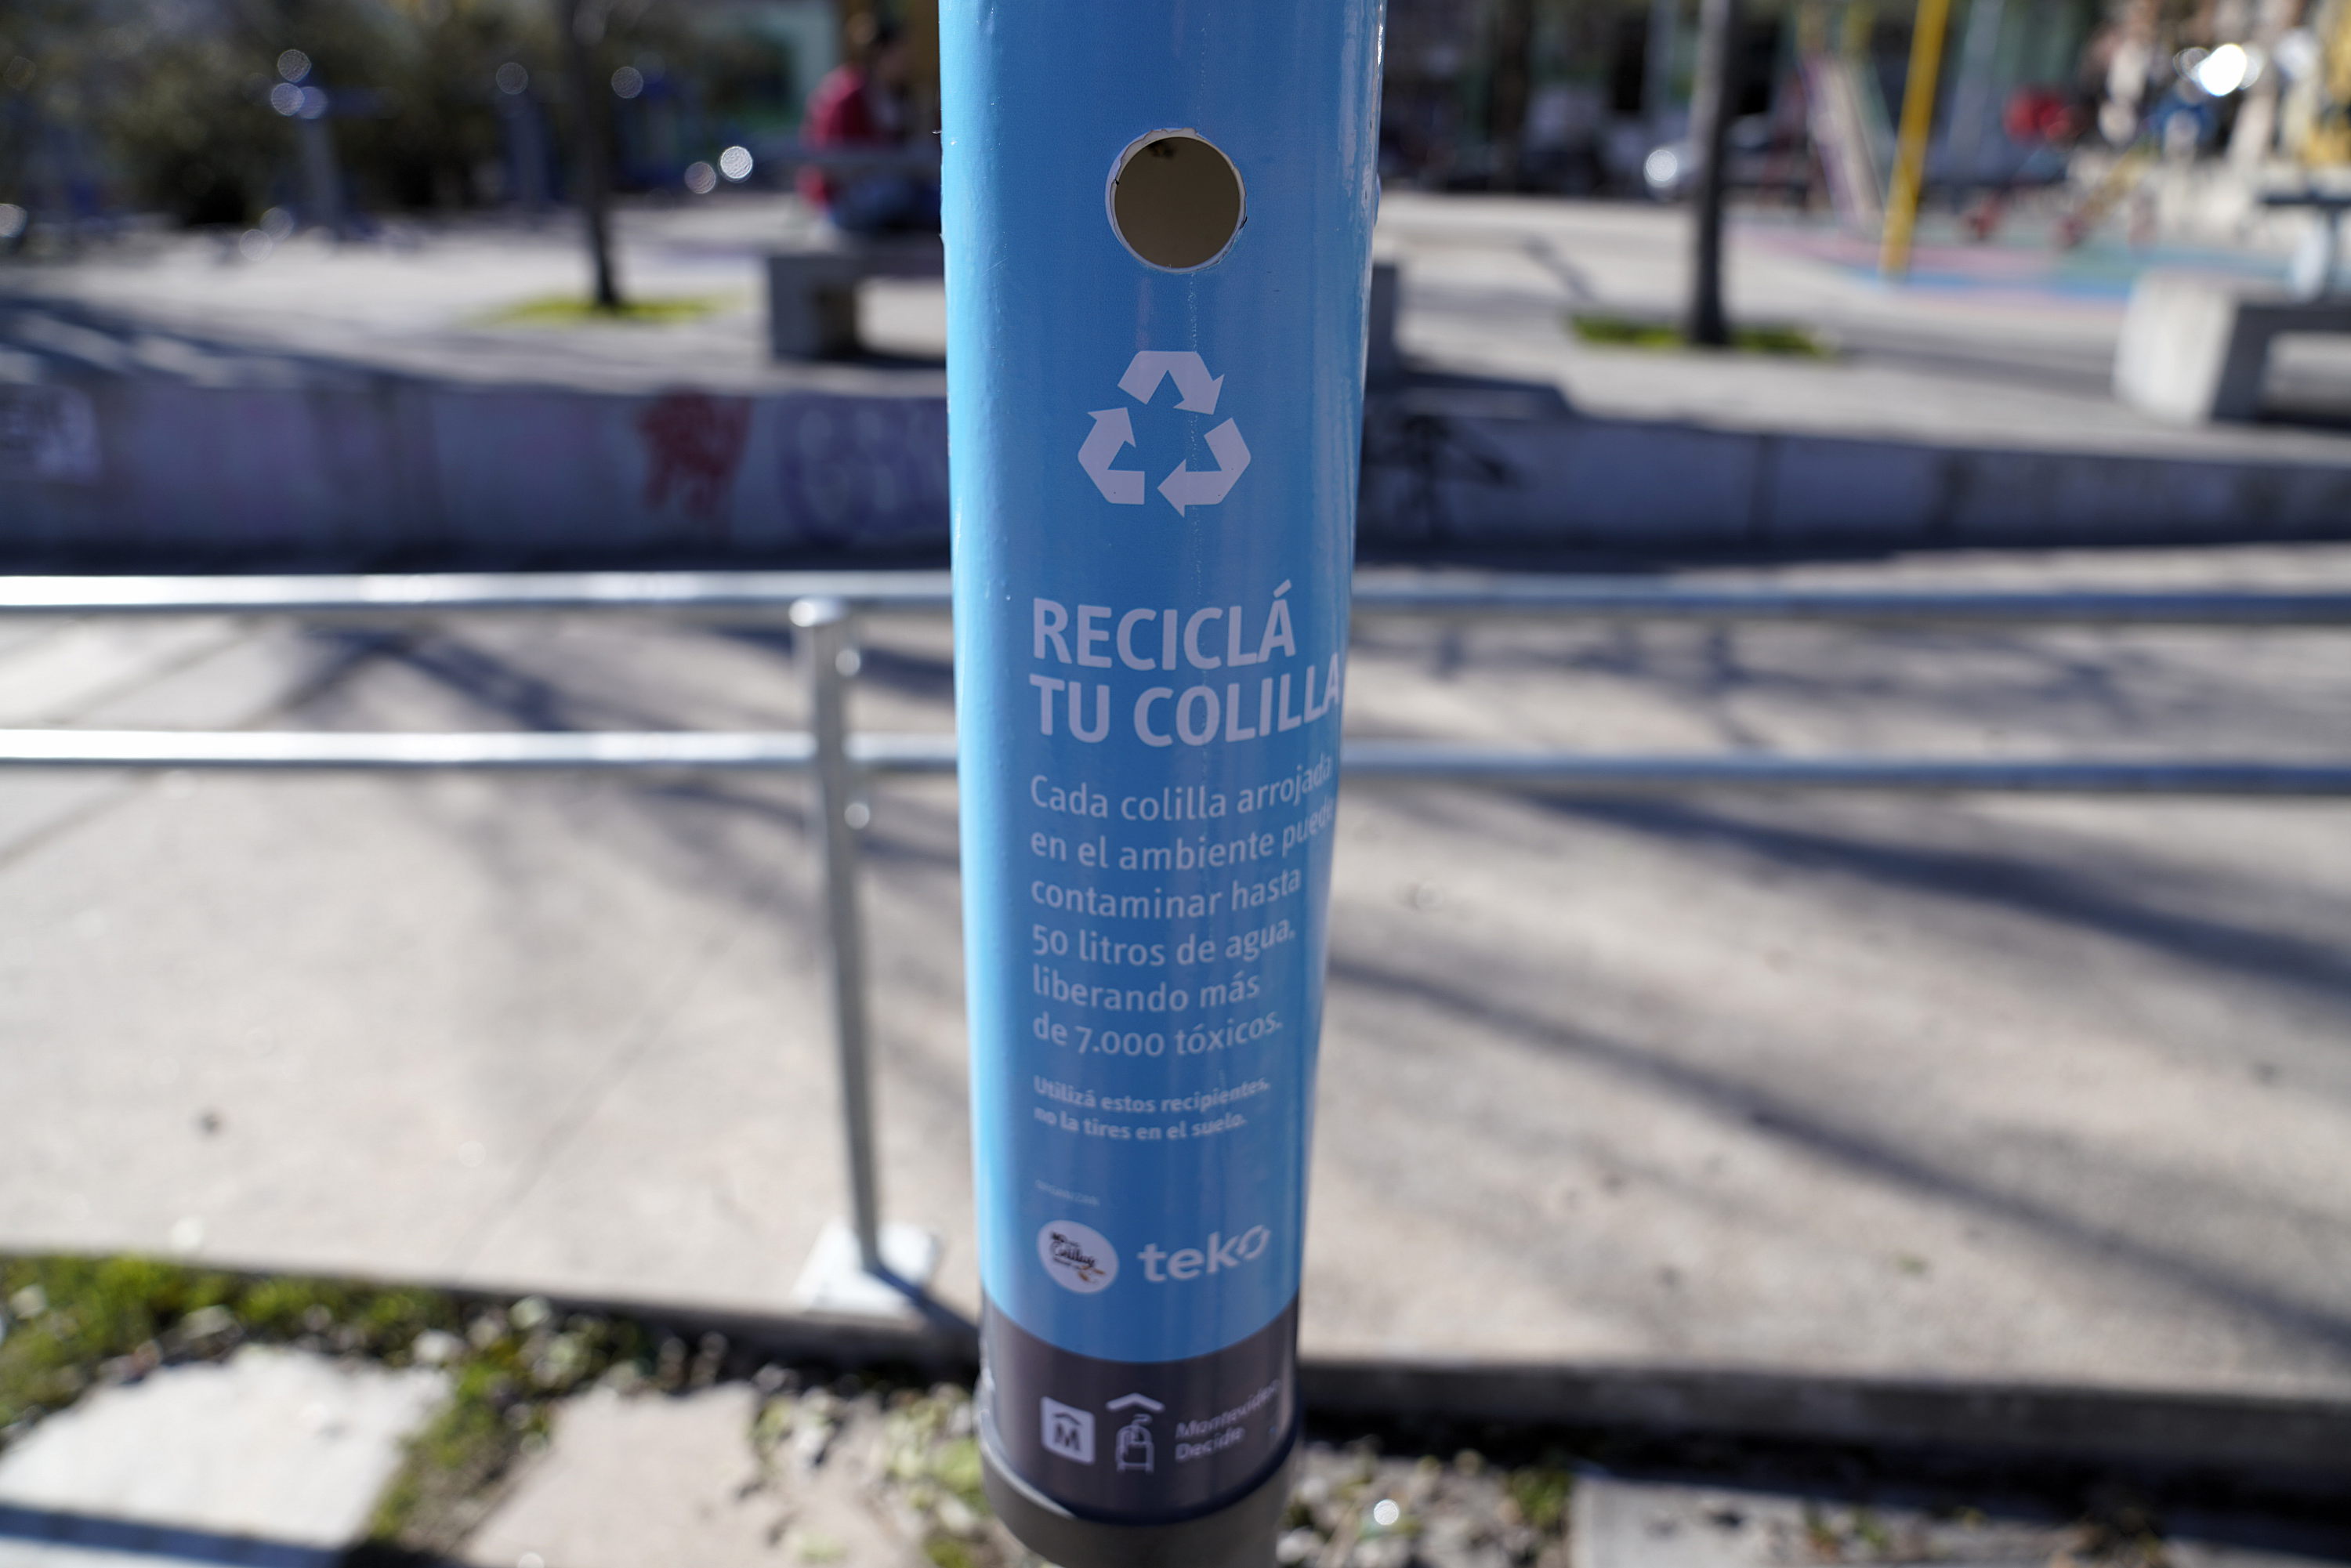 RECICLÁ
TU COLILLA
Cada colilla arrojada
en el ambiente puede
contaminar hasta
50 litros de agua,
liberando más
de 7.000 tóxicos.
Utilizá estos recipientes,
no la tires en el suelo.
teko
M
Montevideo
Decide